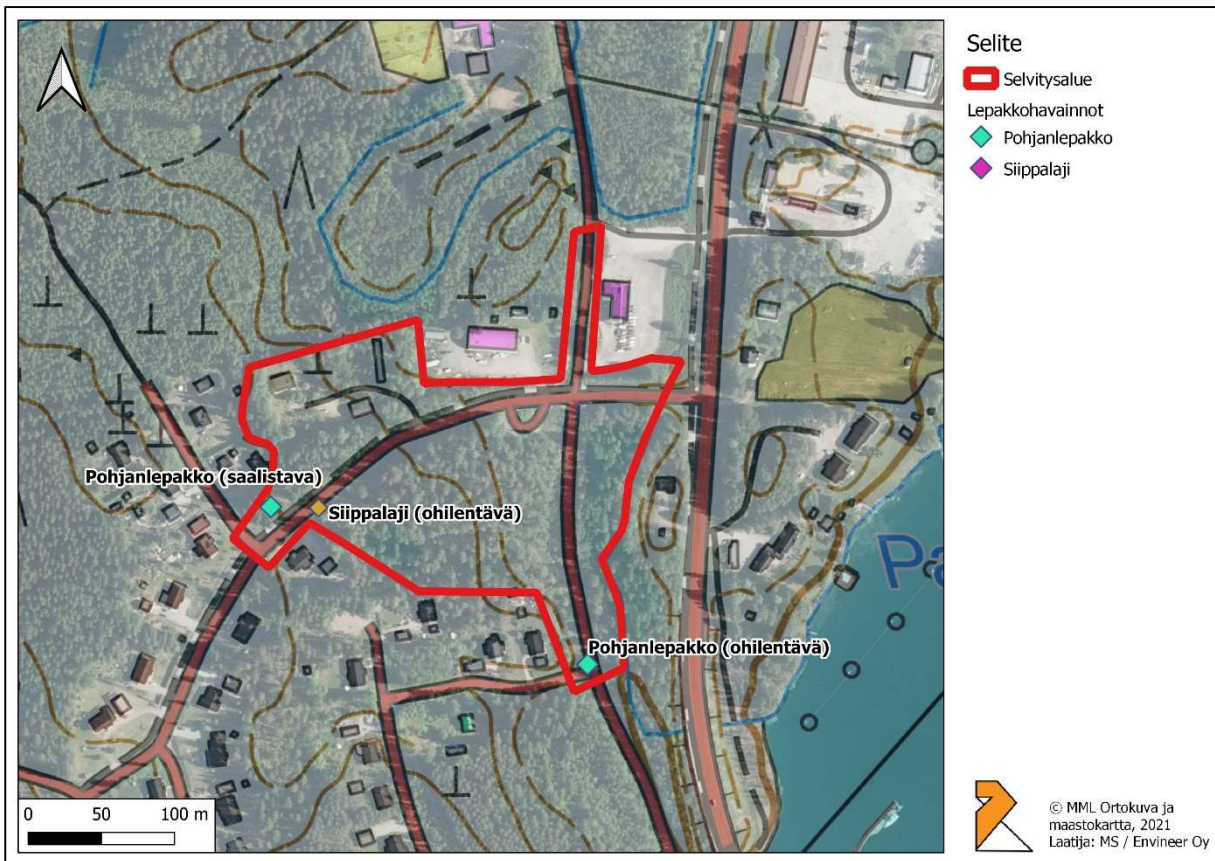 Selite
Selvitysalue
Lepakkohavainnot
Pohjanlepakko
Siippalaji
Pohjanlepakko (saalistava)
Siippalaji (ohilentävä)
Pohjanlepakko (ohilentävä)
0 50 100 m
© MML Ortokuva ja
maastokartta, 2021
Laatija: MS / Envineer Oy